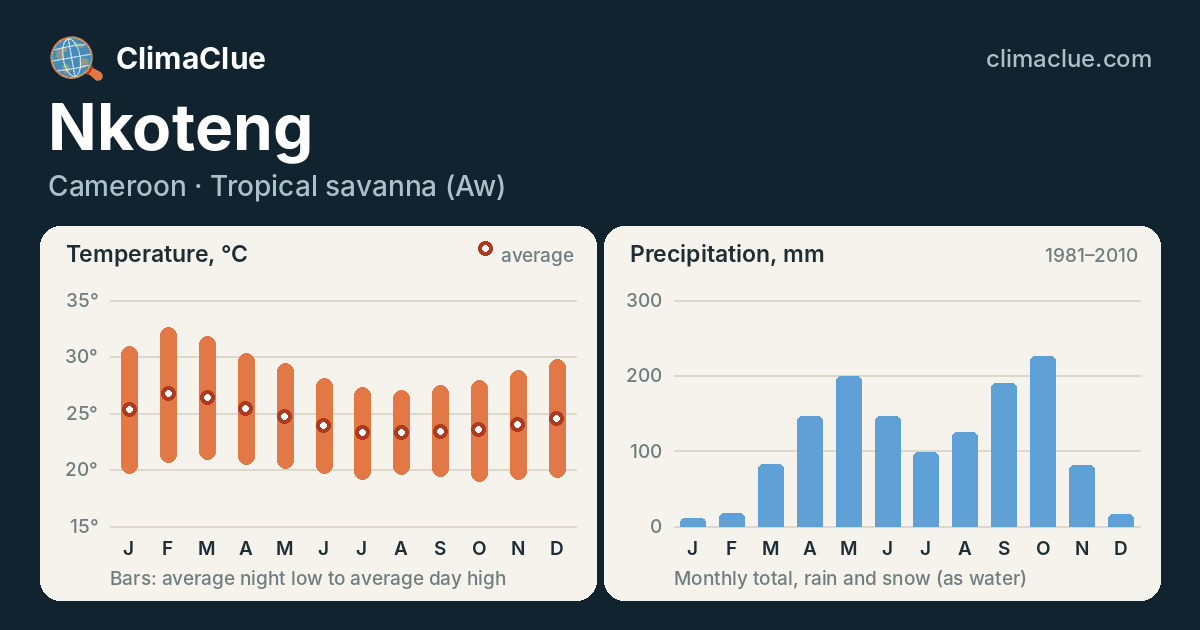 ClimaClue
climaclue.com
Nkoteng
Cameroon · Tropical savanna (Aw)
Temperature, °C
average
35°
30°
25°
20°
15°
J F M A M J J A S O N D
Bars: average night low to average day high
Precipitation, mm
1981–2010
300
200
100
0
J F M A M J J A S O N D
Monthly total, rain and snow (as water)